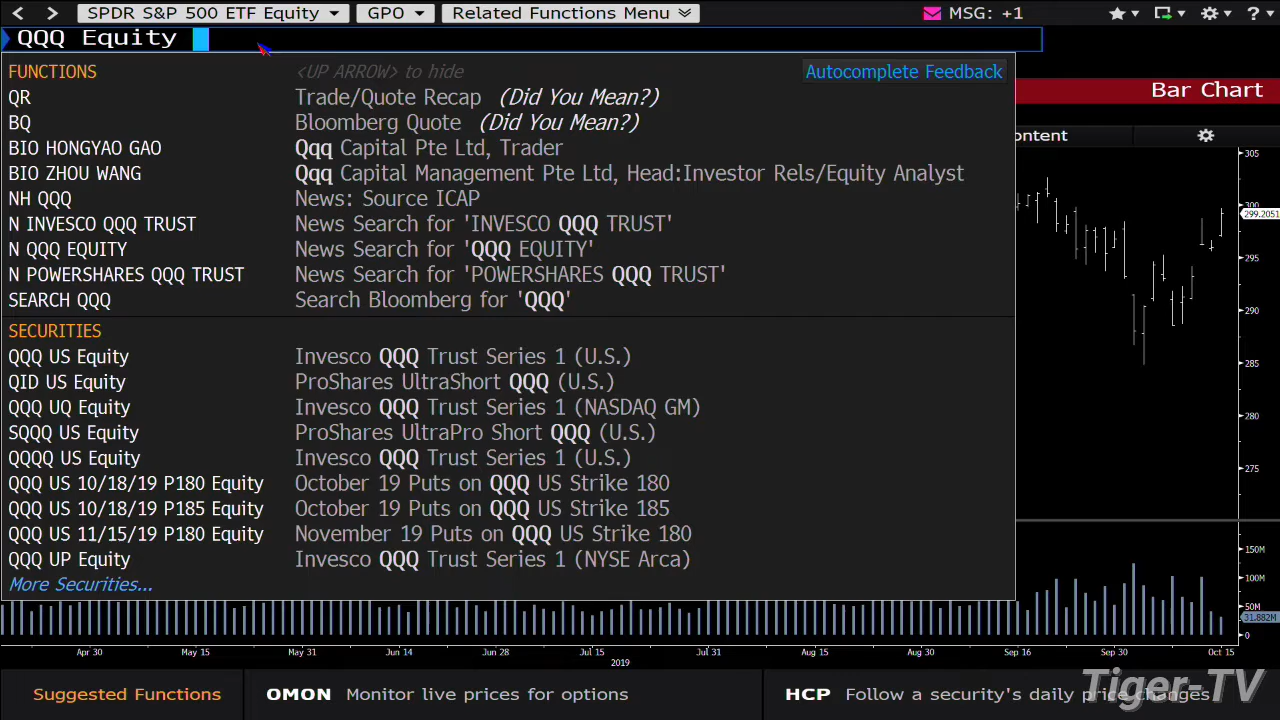 SPDR S&P 500 ETF Equity GPO Related Functions Menu MSG: +1 ?
QQQ Equity
FUNCTIONS <UP ARROW> to hide Autocomplete Feedback
QR Trade/Quote Recap (Did You Mean?)
Bar Chart
BQ Bloomberg Quote (Did You Mean?)
ontent
BIO HONGYAO GAO Qqq Capital Pte Ltd, Trader
BIO ZHOU WANG Qqq Capital Management Pte Ltd, Head:Investor Rels/Equity Analyst
NH QQQ News: Source ICAP
N INVESCO QQQ TRUST News Search for 'INVESCO QQQ TRUST'
N QQQ EQUITY News Search for 'QQQ EQUITY'
N POWERSHARES QQQ TRUST News Search for 'POWERSHARES QQQ TRUST'
SEARCH QQQ Search Bloomberg for 'QQQ'
SECURITIES
QQQ US Equity Invesco QQQ Trust Series 1 (U.S.)
QID US Equity ProShares UltraShort QQQ (U.S.)
QQQ UQ Equity Invesco QQQ Trust Series 1 (NASDAQ GM)
SQQQ US Equity ProShares UltraPro Short QQQ (U.S.)
QQQQ US Equity Invesco QQQ Trust Series 1 (U.S.)
QQQ US 10/18/19 P180 Equity October 19 Puts on QQQ US Strike 180
QQQ US 10/18/19 P185 Equity October 19 Puts on QQQ US Strike 185
QQQ US 11/15/19 P180 Equity November 19 Puts on QQQ US Strike 180
QQQ UP Equity Invesco QQQ Trust Series 1 (NYSE Arca)
More Securities...
305
300
299.2051
295
290
285
280
275
150M
100M
50M
31.882M
0
Apr 30 May 15 May 31 Jun 14 Jun 28 Jul 15 Jul 31 Aug 15 Aug 30 Sep 16 Sep 30 Oct 15
2019
Suggested Functions OMON Monitor live prices for options HCP Follow a security's daily price changes
Tiger-TV